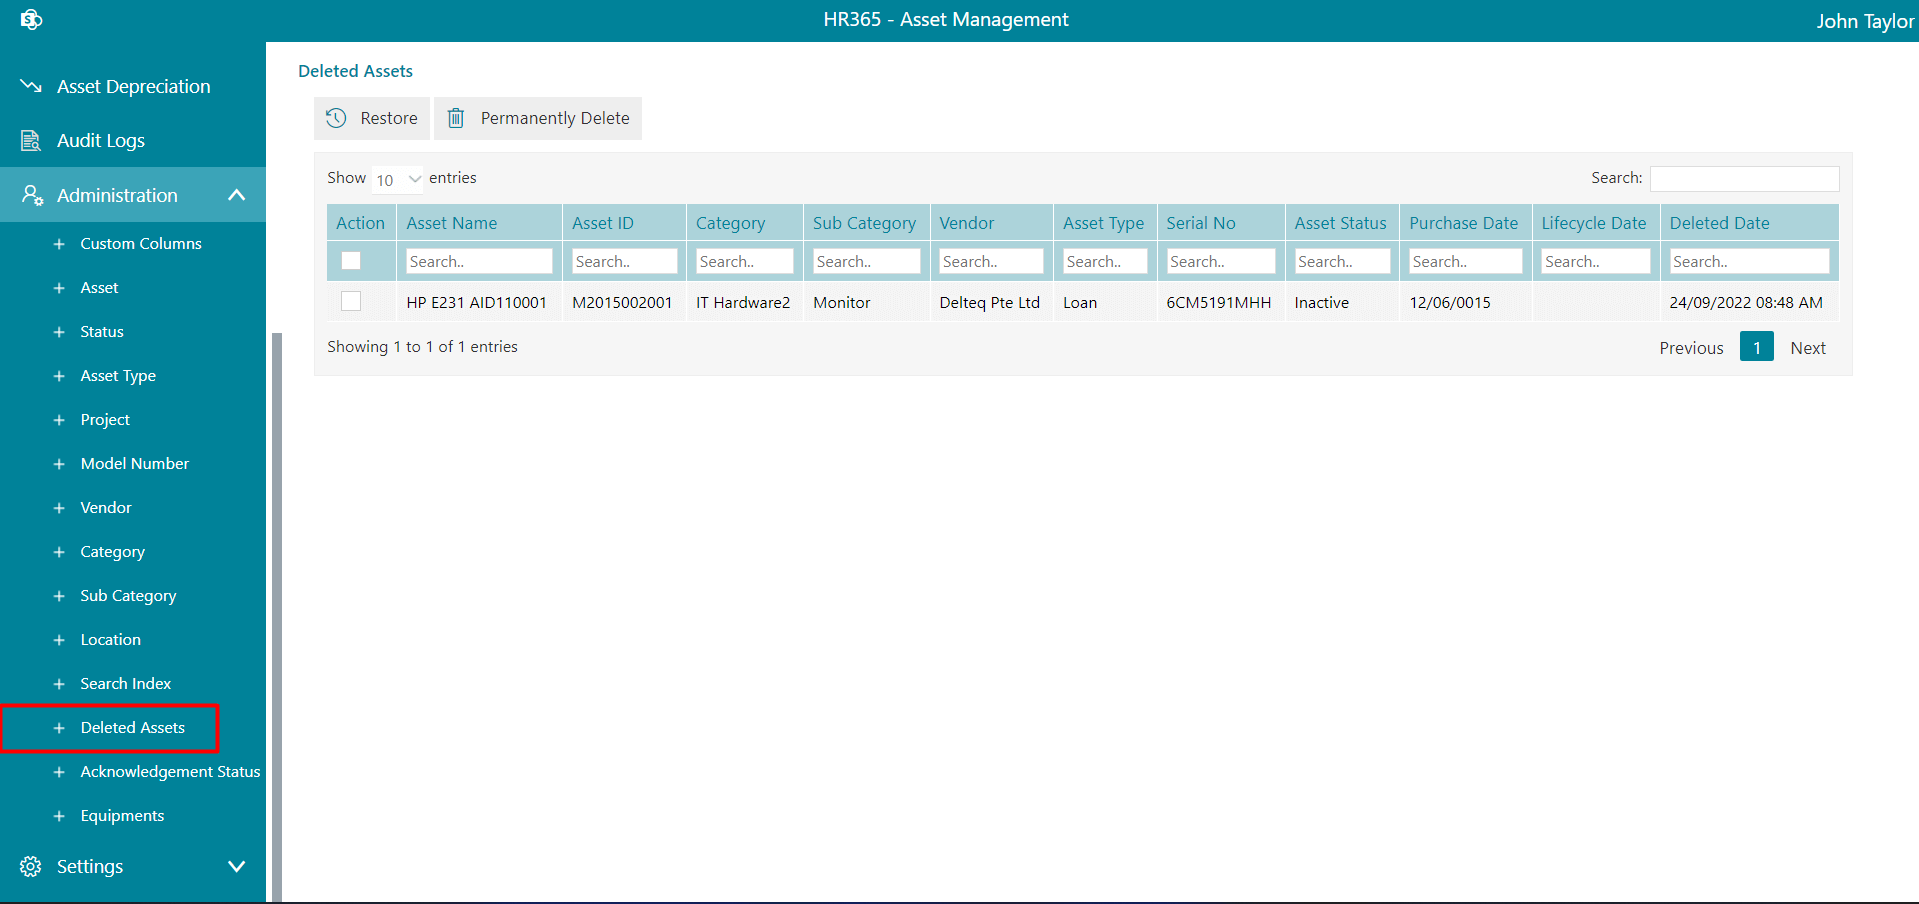 HR365 - Asset Management
John Taylor
Asset Depreciation
Audit Logs
Administration
+ Custom Columns
+ Asset
+ Status
+ Asset Type
+ Project
+ Model Number
+ Vendor
+ Category
+ Sub Category
+ Location
+ Search Index
+ Deleted Assets
+ Acknowledgement Status
+ Equipments
Settings
Deleted Assets
Restore Permanently Delete
Show 10 entries Search:
Action Asset Name Asset ID Category Sub Category Vendor Asset Type Serial No Asset Status Purchase Date Lifecycle Date Deleted Date
Search.. Search.. Search.. Search.. Search.. Search.. Search.. Search.. Search.. Search.. Search..
HP E231 AID110001 M2015002001 IT Hardware2 Monitor Delteq Pte Ltd Loan 6CM5191MHH Inactive 12/06/0015 24/09/2022 08:48 AM
Showing 1 to 1 of 1 entries Previous 1 Next